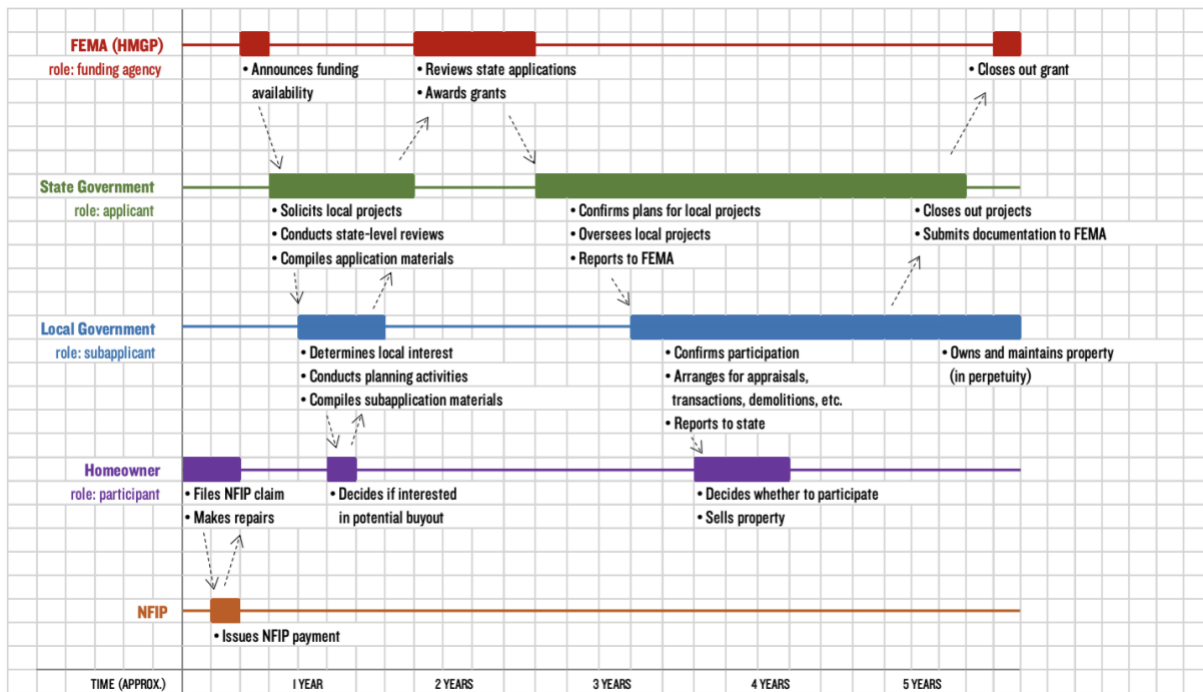 FEMA (HMGP)
role: funding agency
• Announces funding
availability
• Reviews state applications
• Awards grants
• Closes out grant
State Government
role: applicant
• Solicits local projects
• Conducts state-level reviews
• Compiles application materials
• Confirms plans for local projects
• Oversees local projects
• Reports to FEMA
• Closes out projects
• Submits documentation to FEMA
Local Government
role: subapplicant
• Determines local interest
• Conducts planning activities
• Compiles subapplication materials
• Confirms participation
• Arranges for appraisals,
transactions, demolitions, etc.
• Reports to state
• Owns and maintains property
(in perpetuity)
Homeowner
role: participant
• Files NFIP claim
• Makes repairs
• Decides if interested
in potential buyout
• Decides whether to participate
• Sells property
NFIP
• Issues NFIP payment
TIME (APPROX.)
1 YEAR
2 YEARS
3 YEARS
4 YEARS
5 YEARS